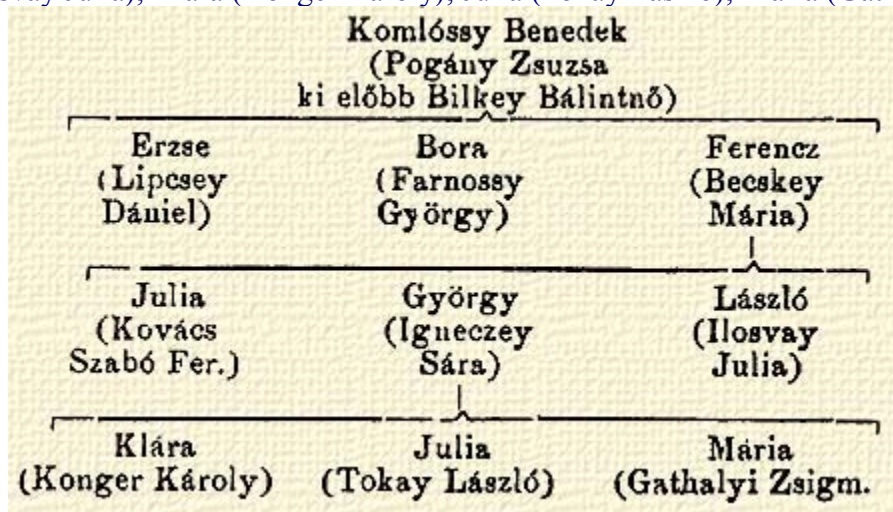 Komlóssy Benedek
(Pogány Zsuzsa
ki előbb Bilkey Bálintnő)
Erzse Bora Ferencz
(Lipcsey (Farnossy (Becskey
Dániel) György) Mária)
Julia György László
(Kovács (Igneczey (Ilosvay
Szabó Fer.) Sára) Julia)
Klára Julia Mária
(Konger Károly) (Tokay László) (Gathalyi Zsigm.